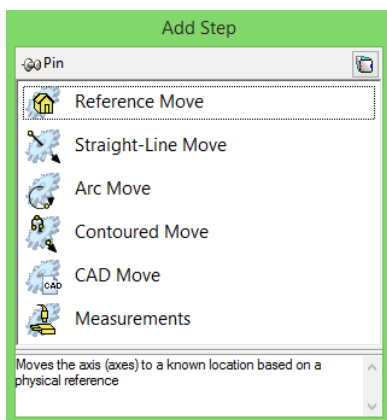 Add Step
Pin
Reference Move
Straight-Line Move
Arc Move
Contoured Move
CAD
CAD Move
Measurements
Moves the axis (axes) to a known location based on a
physical reference